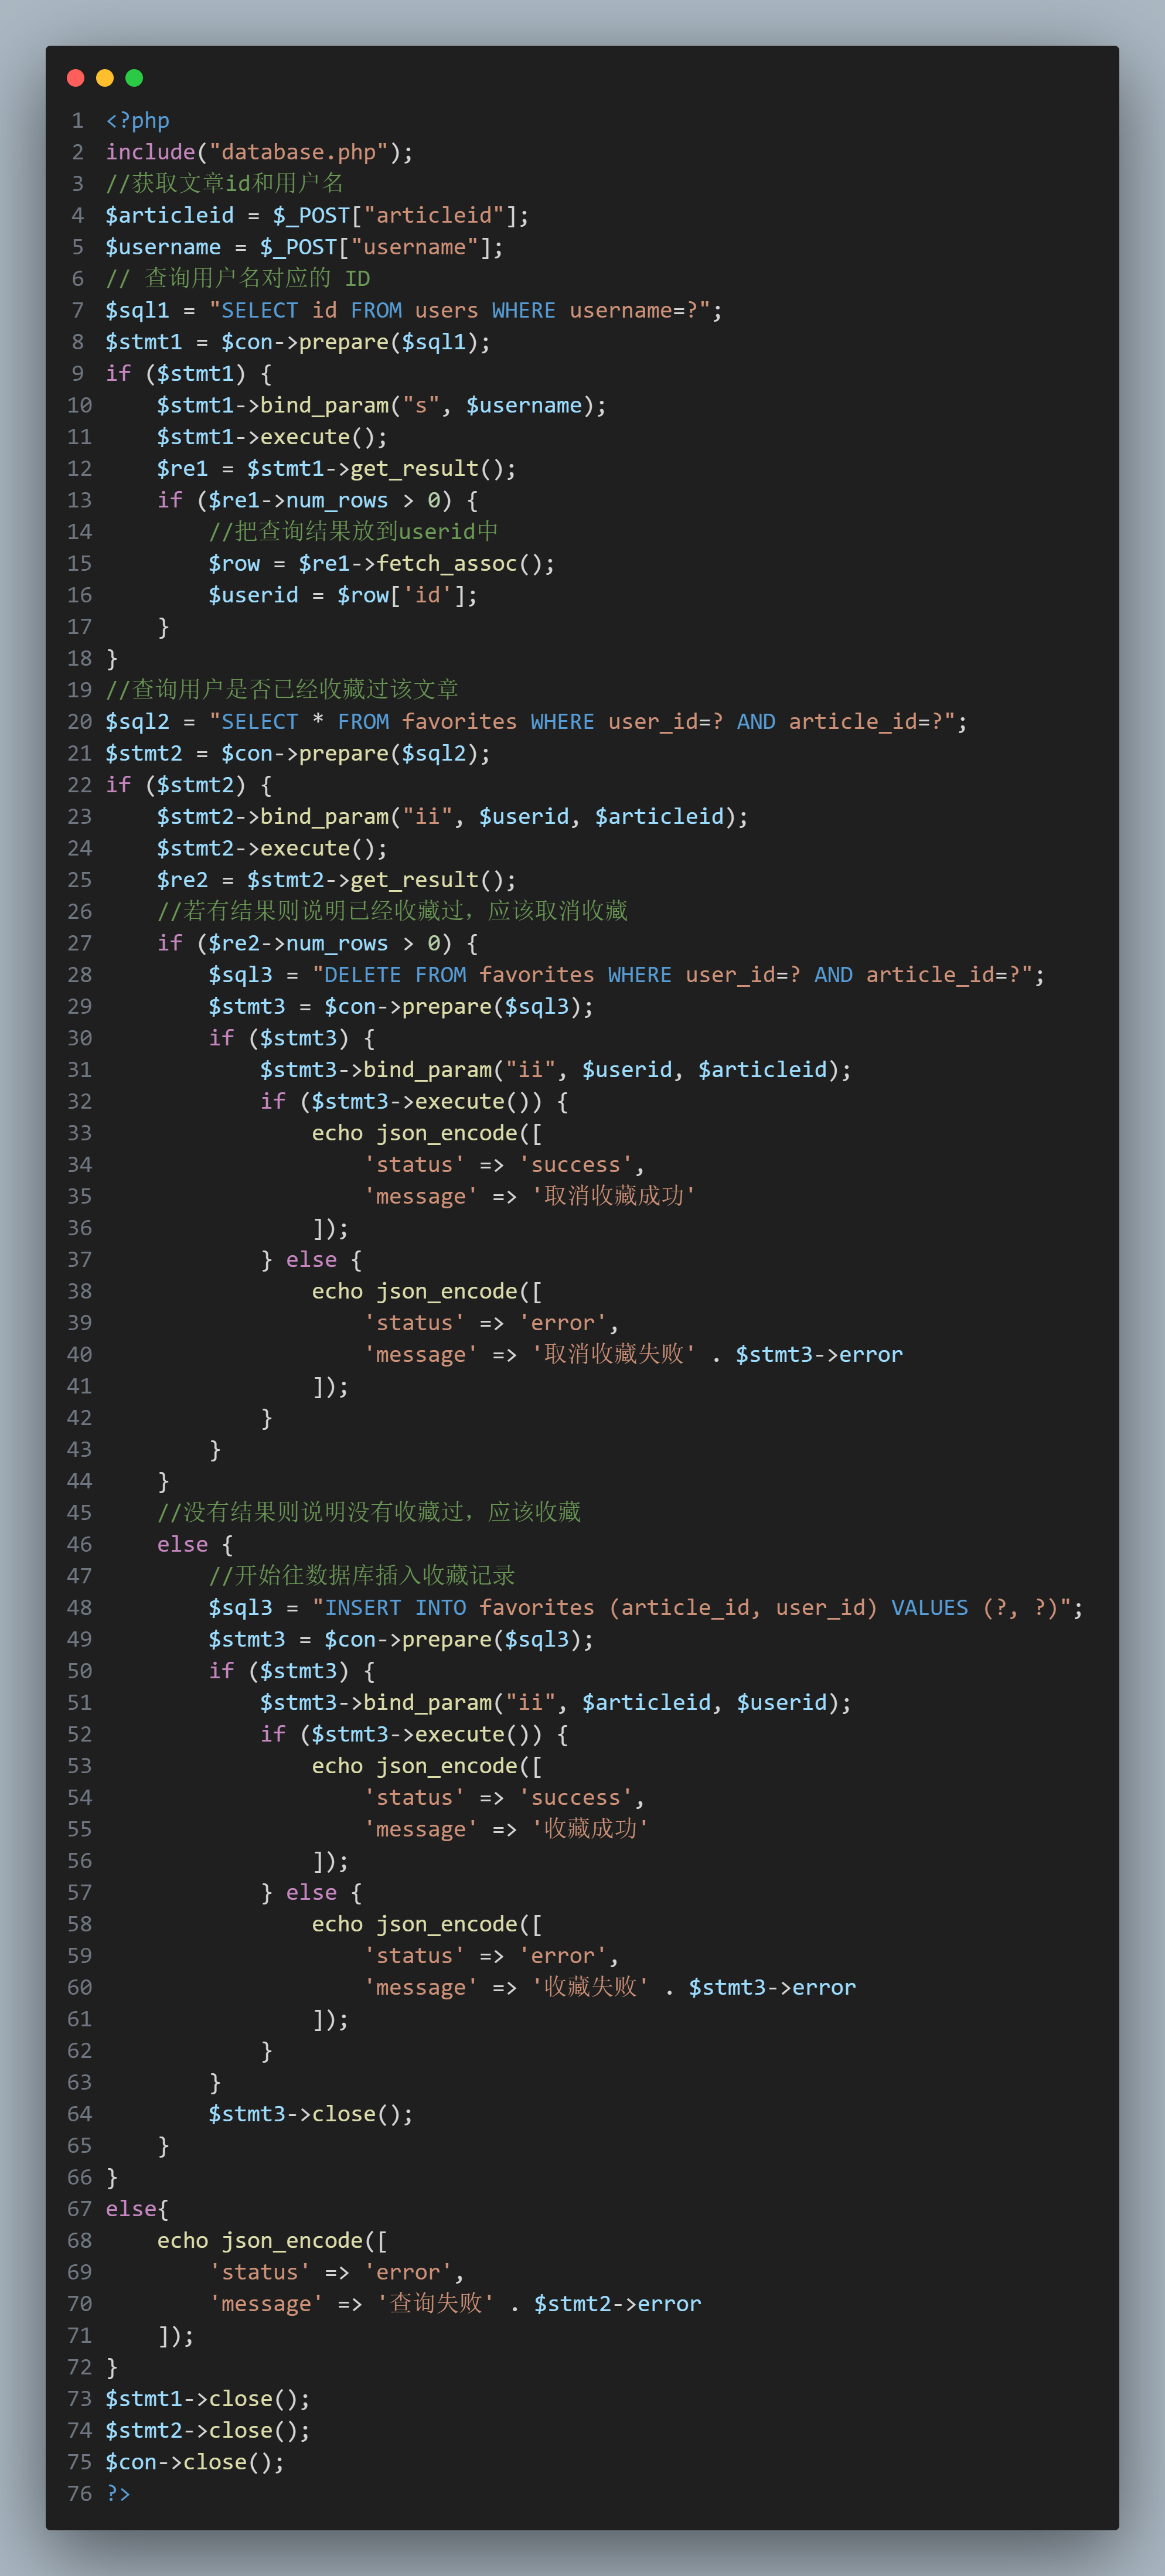 1 <?php
2 include("database.php");
3 //获取文章id和用户名
4 $articleid = $_POST["articleid"];
5 $username = $_POST["username"];
6 // 查询用户名对应的 ID
7 $sql1 = "SELECT id FROM users WHERE username=?";
8 $stmt1 = $con->prepare($sql1);
9 if ($stmt1) {
10     $stmt1->bind_param("s", $username);
11     $stmt1->execute();
12     $re1 = $stmt1->get_result();
13     if ($re1->num_rows > 0) {
14         //把查询结果放到userid中
15         $row = $re1->fetch_assoc();
16         $userid = $row['id'];
17     }
18 }
19 //查询用户是否已经收藏过该文章
20 $sql2 = "SELECT * FROM favorites WHERE user_id=? AND article_id=?";
21 $stmt2 = $con->prepare($sql2);
22 if ($stmt2) {
23     $stmt2->bind_param("ii", $userid, $articleid);
24     $stmt2->execute();
25     $re2 = $stmt2->get_result();
26     //若有结果则说明已经收藏过，应该取消收藏
27     if ($re2->num_rows > 0) {
28         $sql3 = "DELETE FROM favorites WHERE user_id=? AND article_id=?";
29         $stmt3 = $con->prepare($sql3);
30         if ($stmt3) {
31             $stmt3->bind_param("ii", $userid, $articleid);
32             if ($stmt3->execute()) {
33                 echo json_encode([
34                     'status' => 'success',
35                     'message' => '取消收藏成功'
36                 ]);
37             } else {
38                 echo json_encode([
39                     'status' => 'error',
40                     'message' => '取消收藏失败' . $stmt3->error
41                 ]);
42             }
43         }
44     }
45     //没有结果则说明没有收藏过，应该收藏
46     else {
47         //开始往数据库插入收藏记录
48         $sql3 = "INSERT INTO favorites (article_id, user_id) VALUES (?, ?)";
49         $stmt3 = $con->prepare($sql3);
50         if ($stmt3) {
51             $stmt3->bind_param("ii", $articleid, $userid);
52             if ($stmt3->execute()) {
53                 echo json_encode([
54                     'status' => 'success',
55                     'message' => '收藏成功'
56                 ]);
57             } else {
58                 echo json_encode([
59                     'status' => 'error',
60                     'message' => '收藏失败' . $stmt3->error
61                 ]);
62             }
63         }
64         $stmt3->close();
65     }
66 }
67 else{
68     echo json_encode([
69         'status' => 'error',
70         'message' => '查询失败' . $stmt2->error
71     ]);
72 }
73 $stmt1->close();
74 $stmt2->close();
75 $con->close();
76 ?>